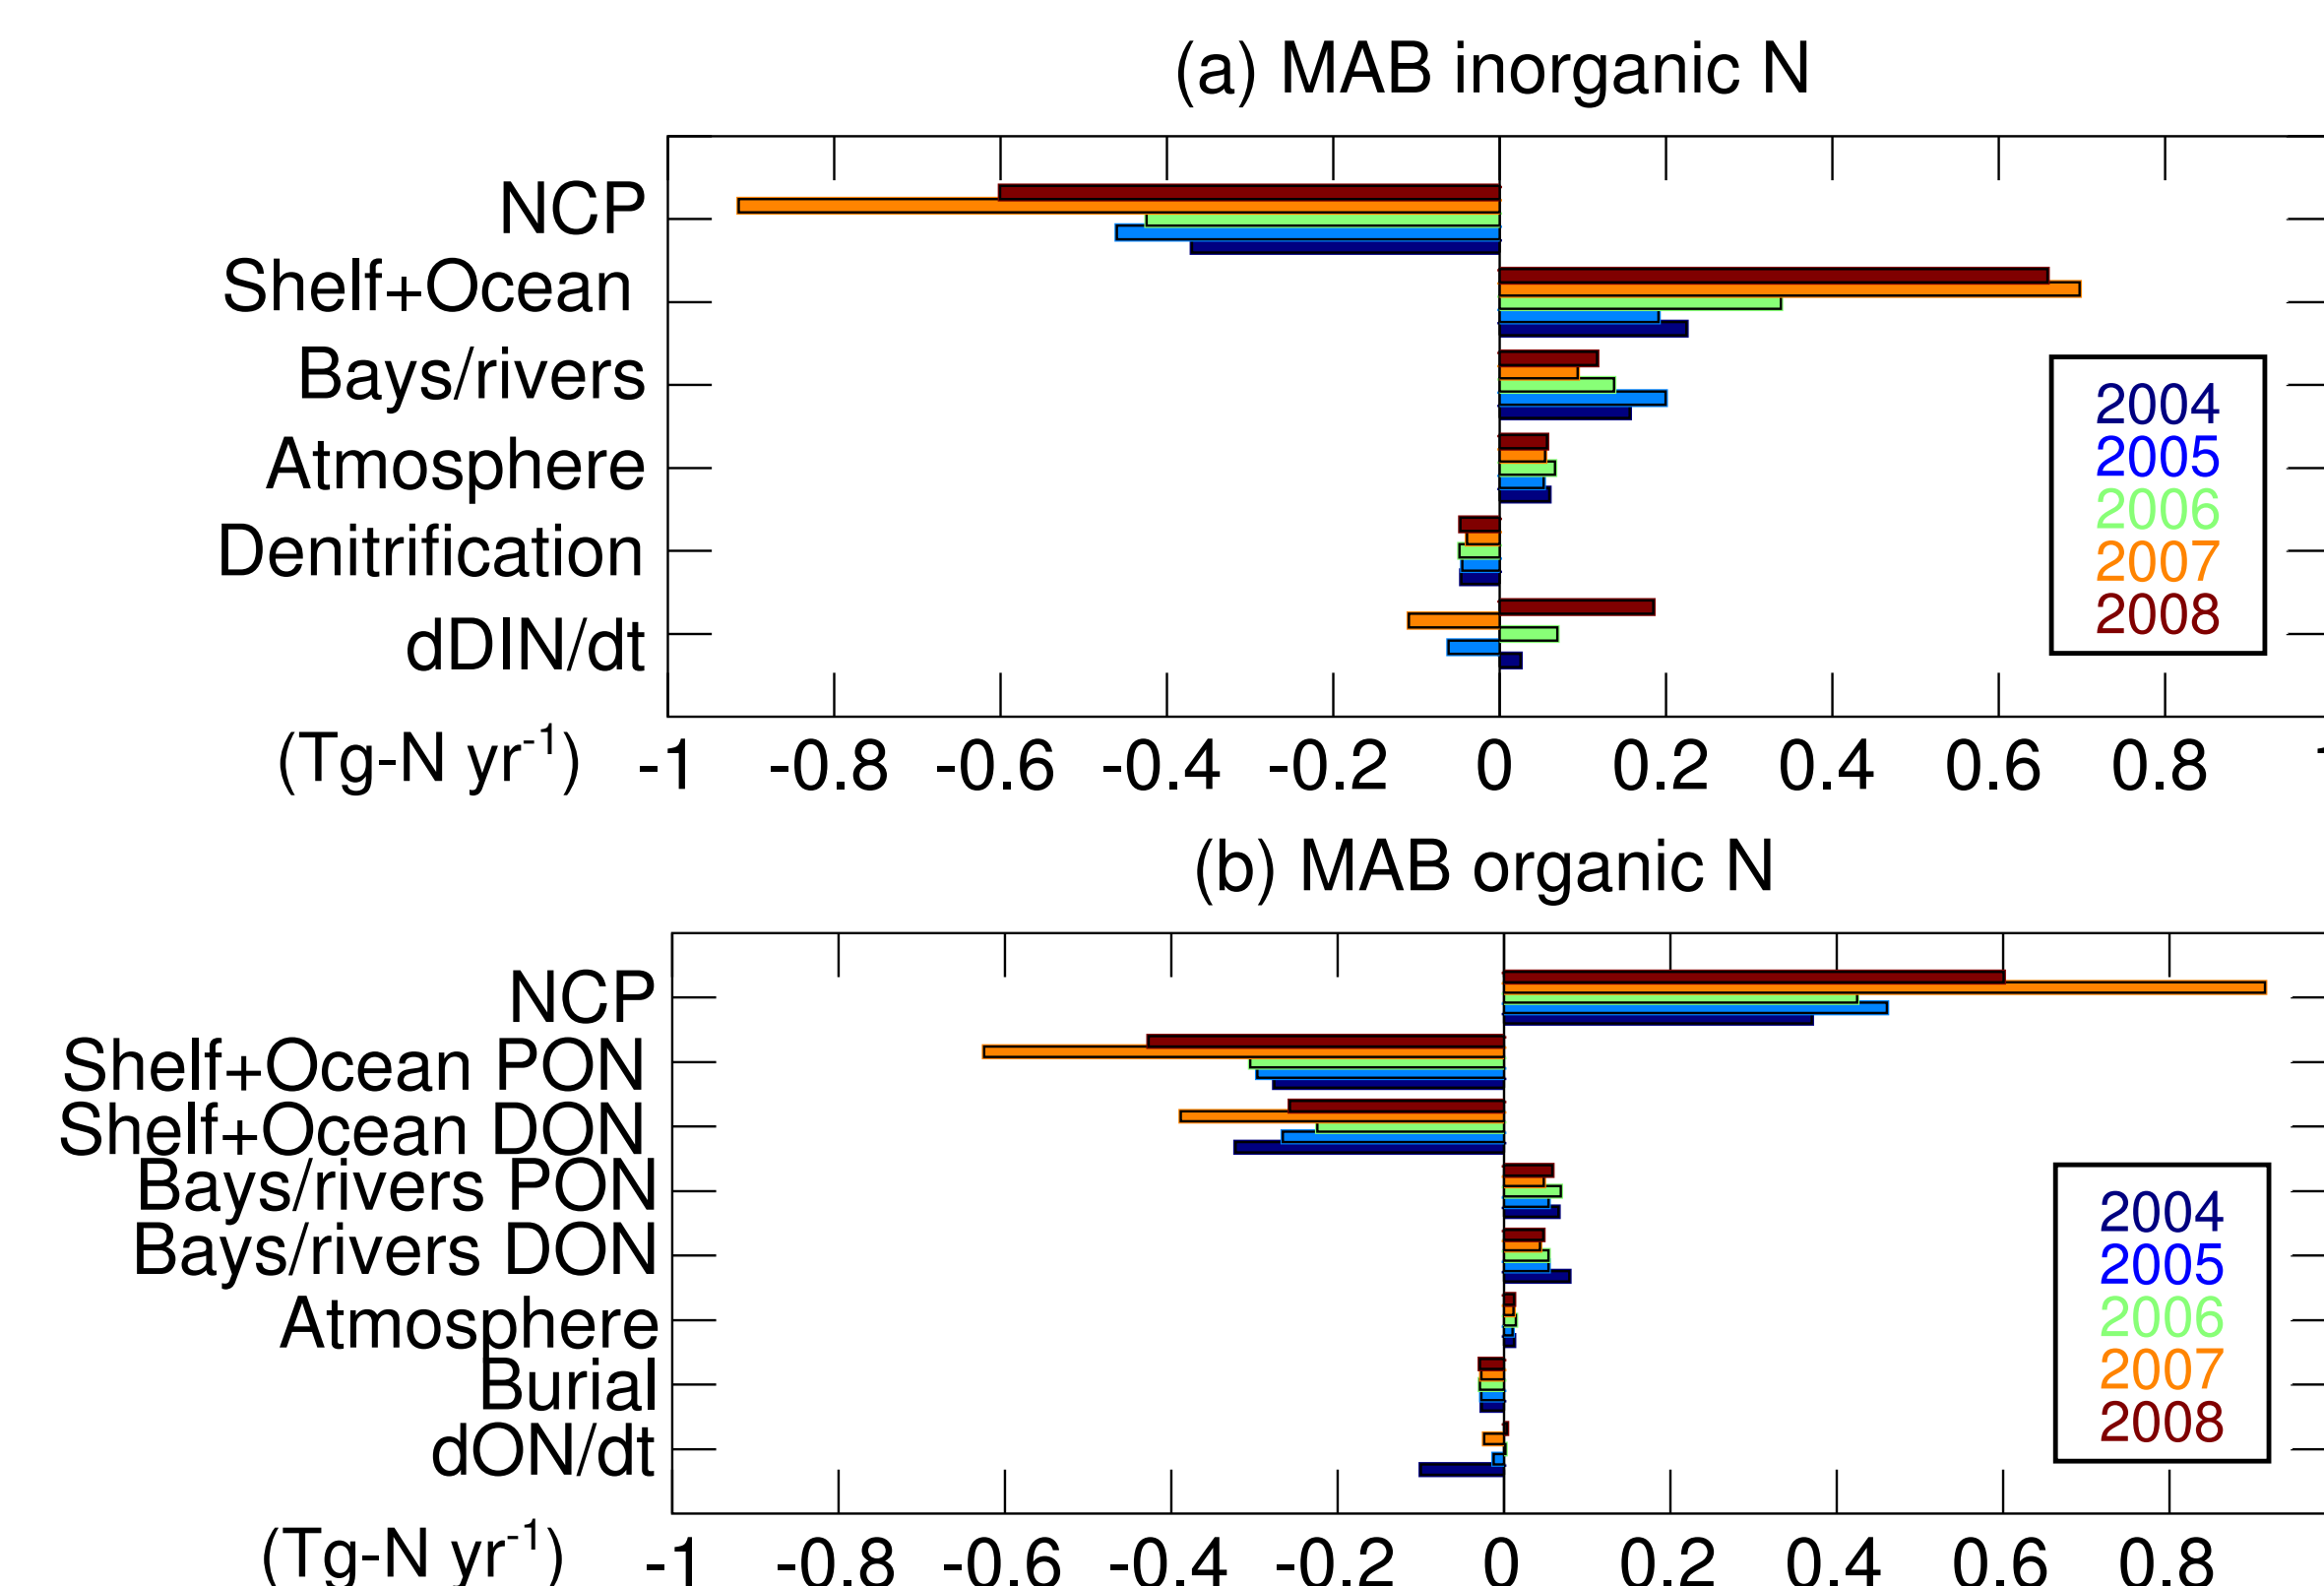 (a) MAB inorganic N
NCP
Shelf+Ocean
Bays/rivers
Atmosphere
Denitrification
dDIN/dt
2004
2005
2006
2007
2008
(Tg-N yr-1) -1 -0.8 -0.6 -0.4 -0.2 0 0.2 0.4 0.6 0.8
(b) MAB organic N
NCP
Shelf+Ocean PON
Shelf+Ocean DON
Bays/rivers PON
Bays/rivers DON
Atmosphere
Burial
dON/dt
2004
2005
2006
2007
2008
(Tg-N yr-1) -1 -0.8 -0.6 -0.4 -0.2 0 0.2 0.4 0.6 0.8